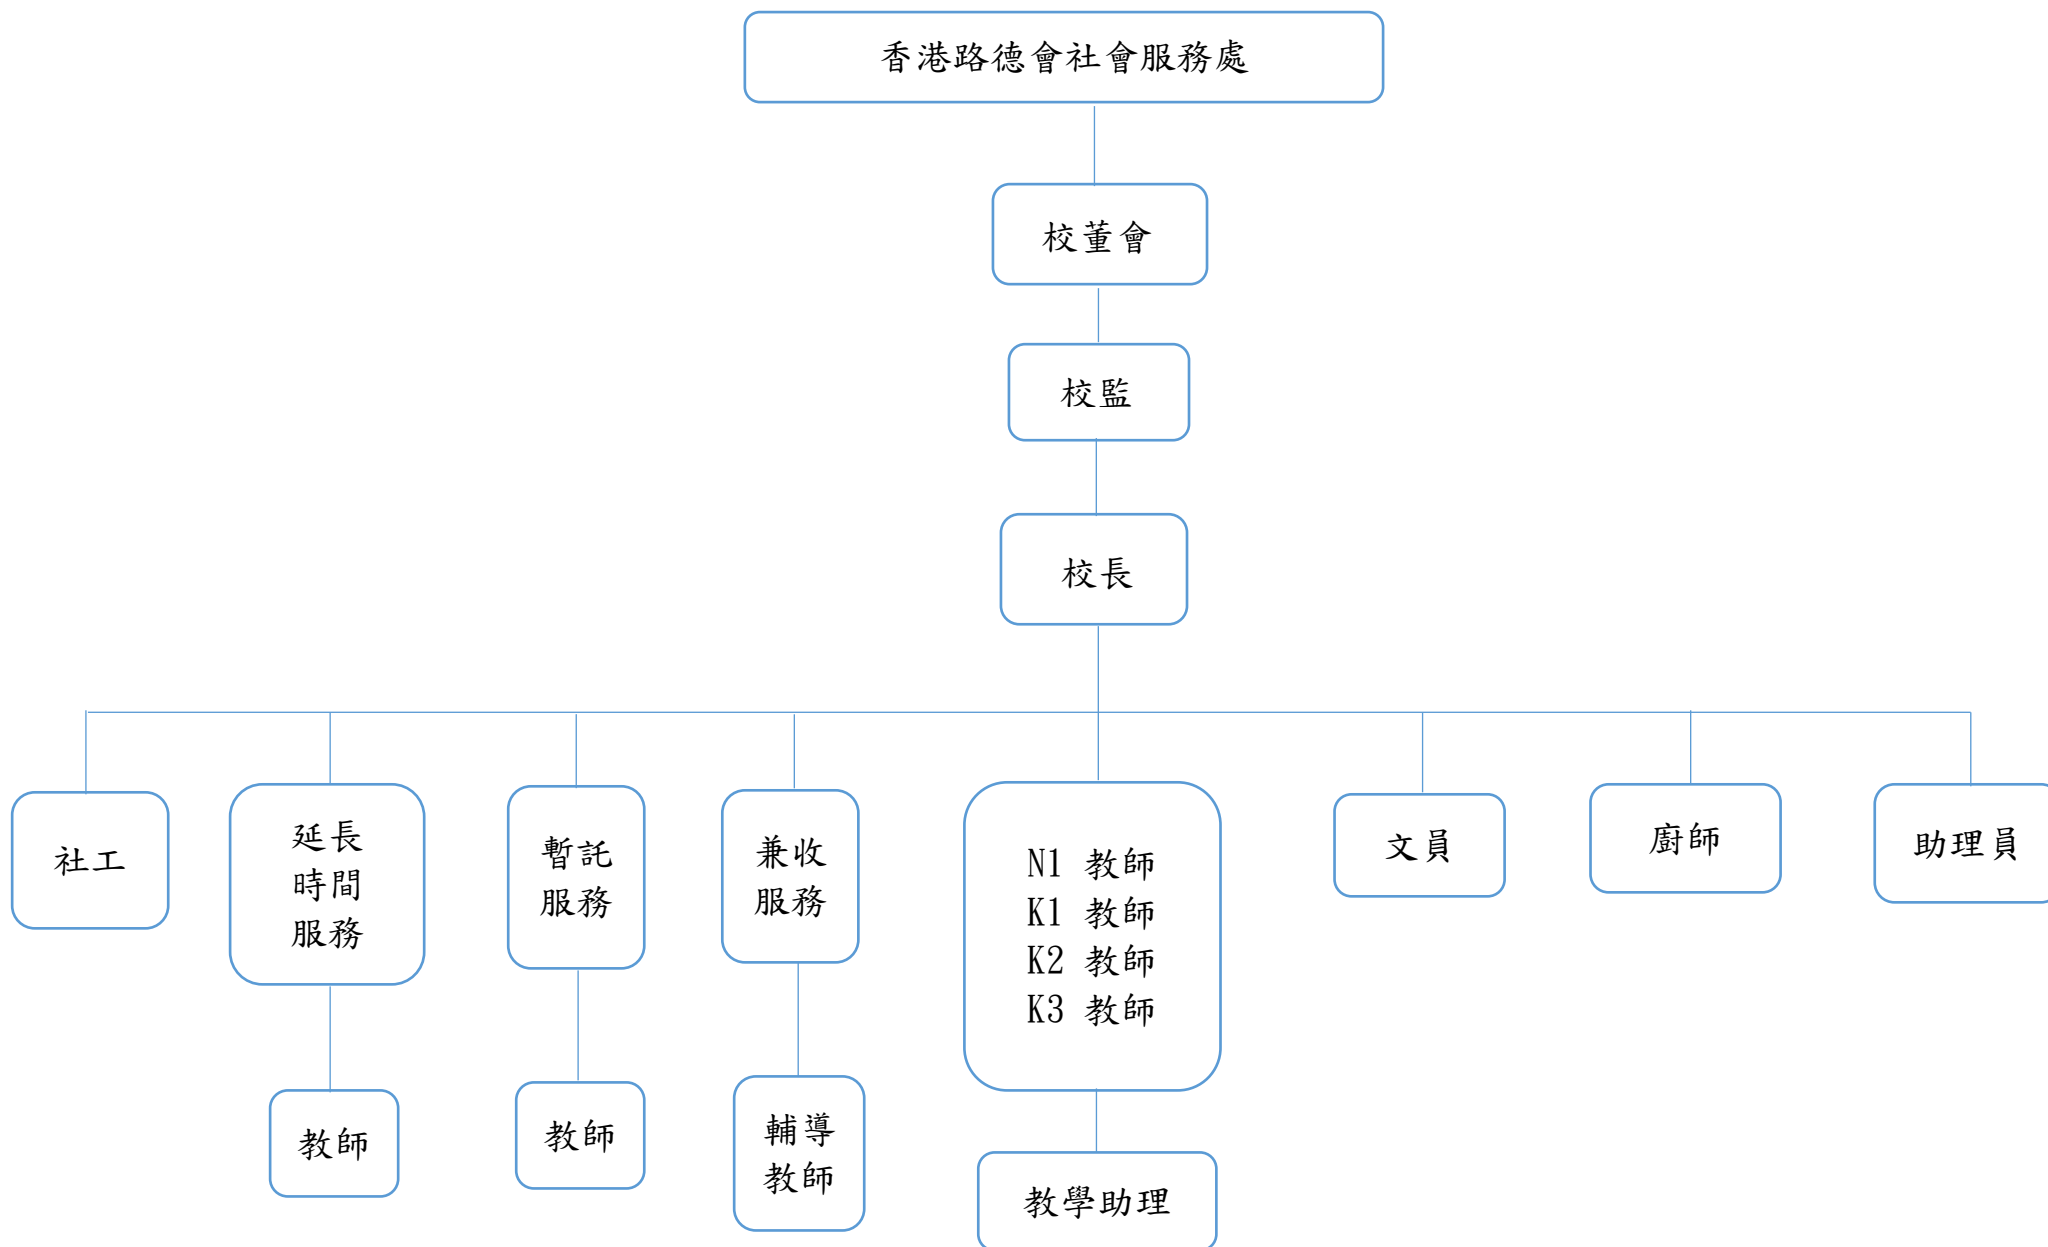 香港路德會社會服務處
校董會
校監
校長
社工
延長
時間
服務
暫託
服務
兼收
服務
N1 教師
K1 教師
K2 教師
K3 教師
文員
廚師
助理員
教師
教師
輔導
教師
教學助理